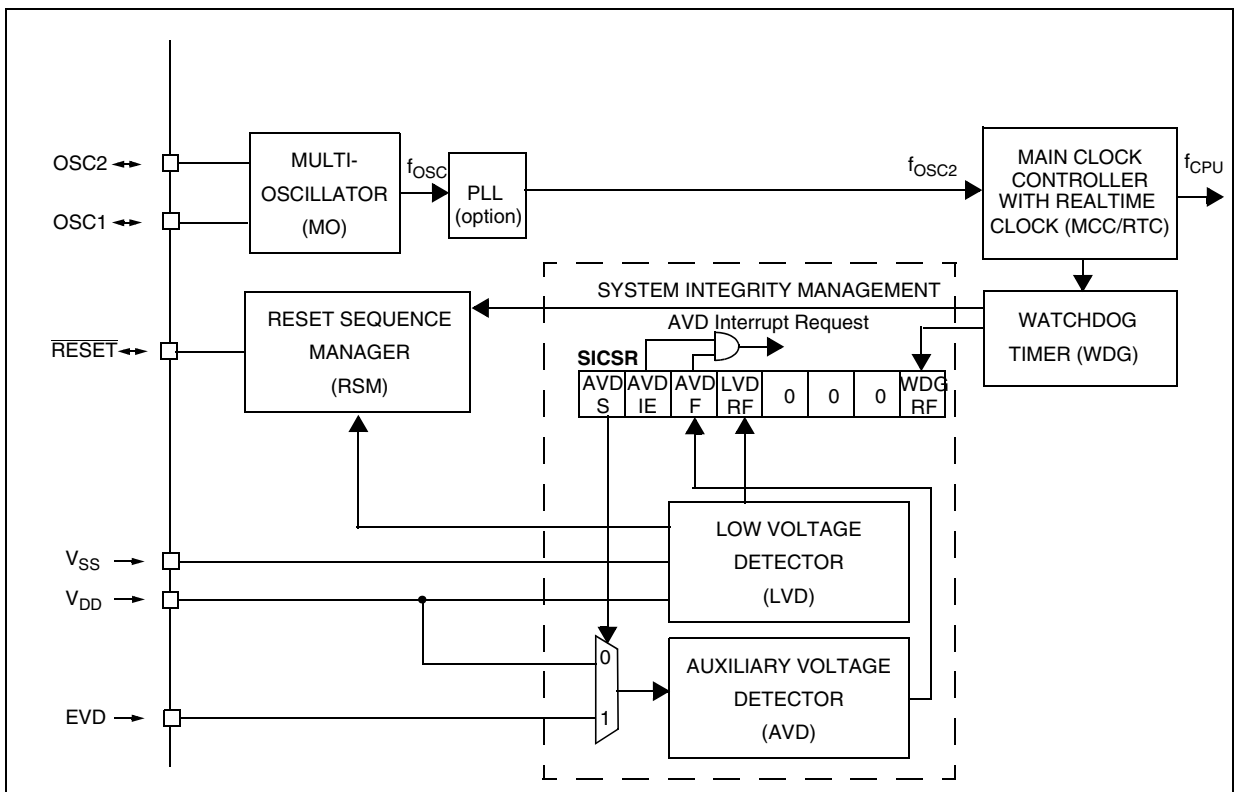 OSC2
OSC1
MULTI-
OSCILLATOR
(MO)
fOSC
PLL
(option)
fOSC2
MAIN CLOCK
CONTROLLER
WITH REALTIME
CLOCK (MCC/RTC)
fCPU
RESET
RESET SEQUENCE
MANAGER
(RSM)
SYSTEM INTEGRITY MANAGEMENT
AVD Interrupt Request
WATCHDOG
TIMER (WDG)
SICSR
AVD AVD AVD LVD 0 0 0 WDG
S IE F RF RF
VSS
VDD
LOW VOLTAGE
DETECTOR
(LVD)
0
1
EVD
AUXILIARY VOLTAGE
DETECTOR
(AVD)